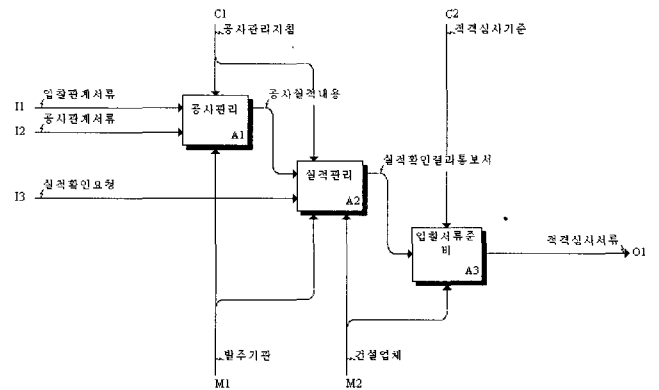 C1
C2
공사관리지침
적격심사기준
I1
입찰관계서류
공사관리
A1
공사실적내용
I2
공사관계서류
실적관리
A2
실적확인결과통보서
I3
실적확인요청
입찰서류준
비
A3
적격심사서류
O1
발주기관
건설업체
M1
M2